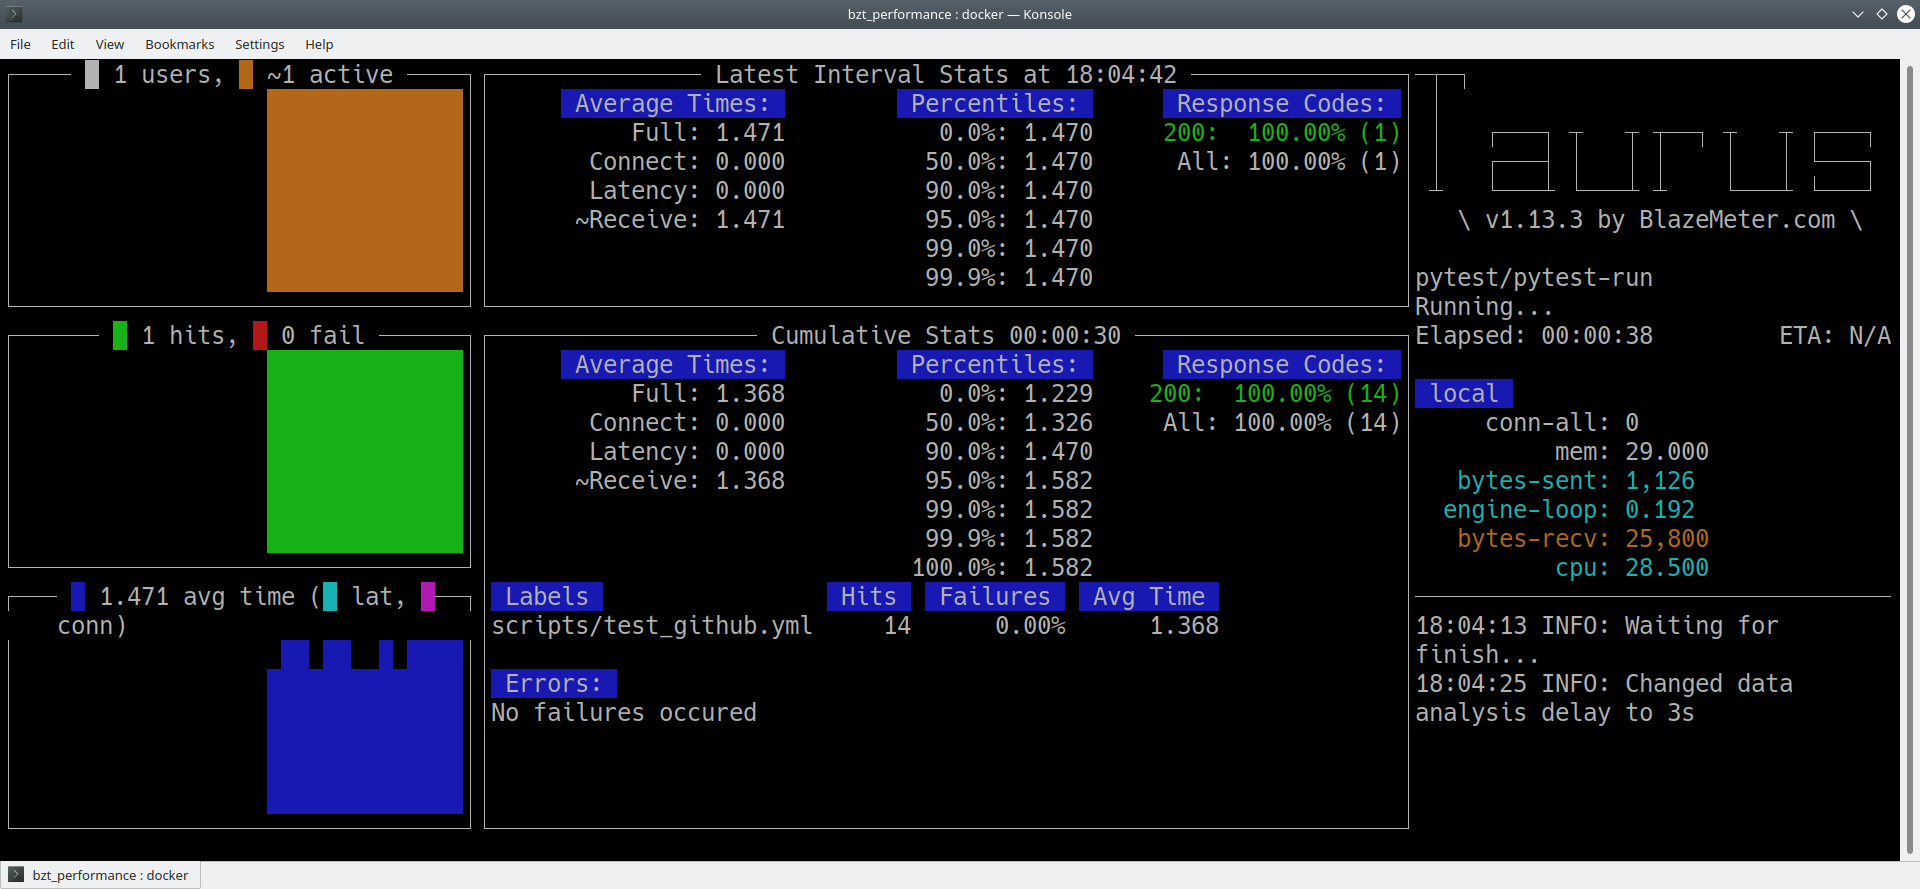 bzt_performance : docker — Konsole
File Edit View Bookmarks Settings Help
1 users, ~1 active
1 hits, 0 fail
1.471 avg time ( lat,
conn)
Latest Interval Stats at 18:04:42
Average Times: Percentiles: Response Codes:
Full: 1.471 0.0%: 1.470 200: 100.00% (1)
Connect: 0.000 50.0%: 1.470 All: 100.00% (1)
Latency: 0.000 90.0%: 1.470
~Receive: 1.471 95.0%: 1.470
99.0%: 1.470
99.9%: 1.470
Cumulative Stats 00:00:30
Average Times: Percentiles: Response Codes:
Full: 1.368 0.0%: 1.229 200: 100.00% (14)
Connect: 0.000 50.0%: 1.326 All: 100.00% (14)
Latency: 0.000 90.0%: 1.470
~Receive: 1.368 95.0%: 1.582
99.0%: 1.582
99.9%: 1.582
100.0%: 1.582
Labels Hits Failures Avg Time
scripts/test_github.yml 14 0.00% 1.368
Errors:
No failures occured
Taurus
\ v1.13.3 by BlazeMeter.com \
pytest/pytest-run
Running...
Elapsed: 00:00:38 ETA: N/A
local
conn-all: 0
mem: 29.000
bytes-sent: 1,126
engine-loop: 0.192
bytes-recv: 25,800
cpu: 28.500
18:04:13 INFO: Waiting for
finish...
18:04:25 INFO: Changed data
analysis delay to 3s
bzt_performance : docker